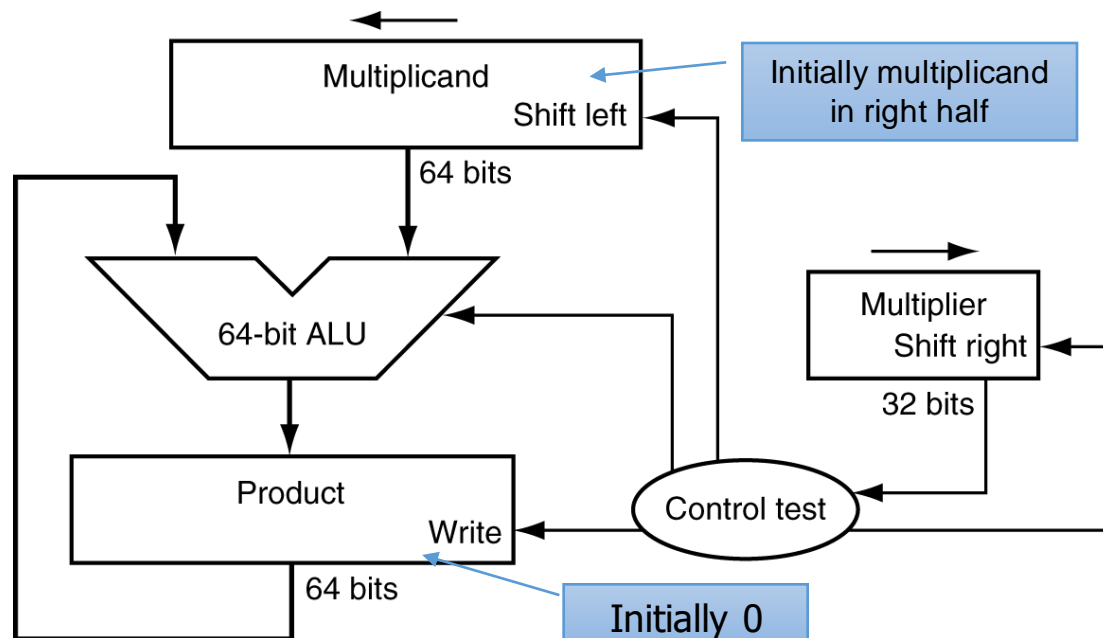 Multiplicand
Shift left
Initially multiplicand
in right half
64 bits
64-bit ALU
Multiplier
Shift right
32 bits
Product
Write
Control test
64 bits
Initially 0